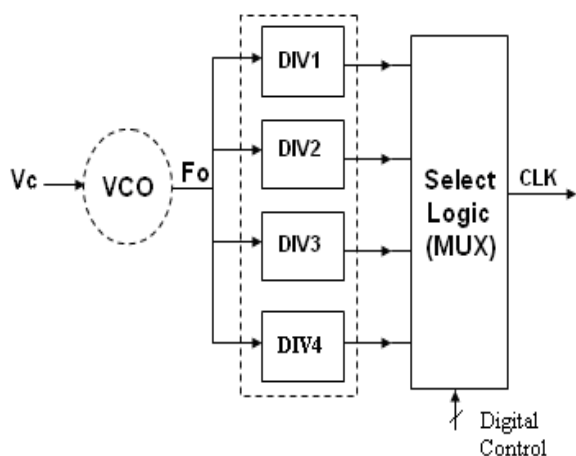 DIV1
DIV2
DIV3
DIV4
Vc
VCO
Fo
Select
Logic
(MUX)
CLK
Digital
Control